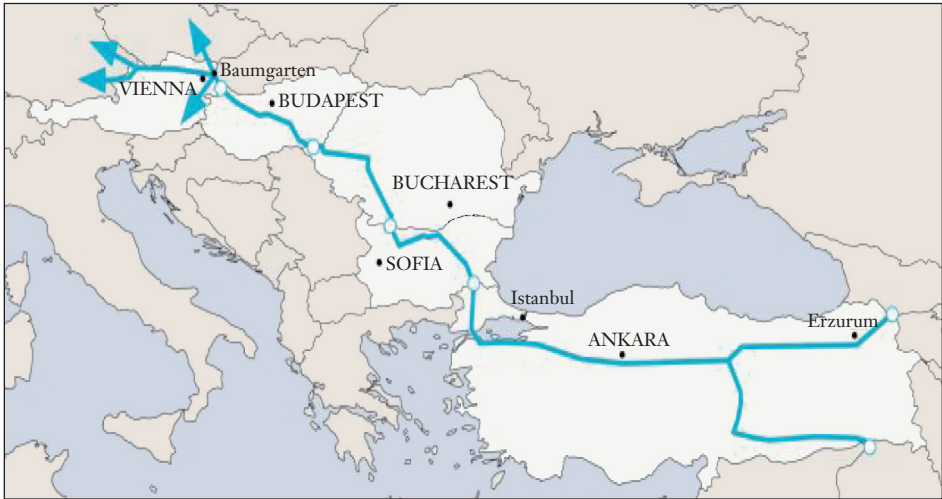 Baumgarten
VIENNA
BUDAPEST
BUCHAREST
SOFIA
Istanbul
Erzurum
ANKARA